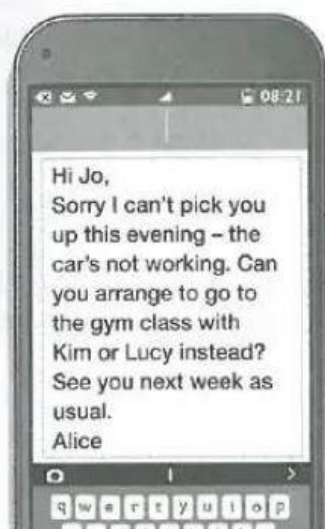 08:21
Hi Jo,
Sorry I can't pick you
up this evening – the
car's not working. Can
you arrange to go to
the gym class with
Kim or Lucy instead?
See you next week as
usual.
Alice
q w e r t y u i o p